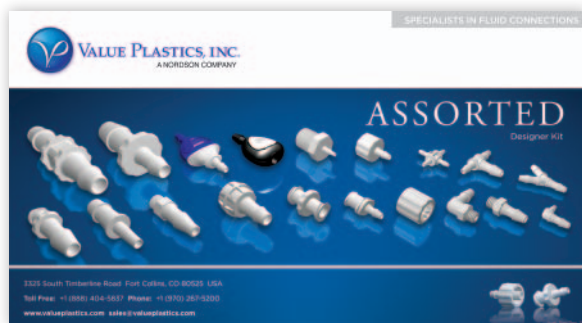 SPECIALISTS IN FLUID CONNECTIONS
VALUE PLASTICS, INC.
A NORDSON COMPANY
ASSORTED
Designer Kit
3325 South Timberline Road Fort Collins, CO 80525 USA
Toll Free: +1 (888) 404-5837 Phone: +1 (970) 267-5200
www.valueplastics.com sales@valueplastics.com